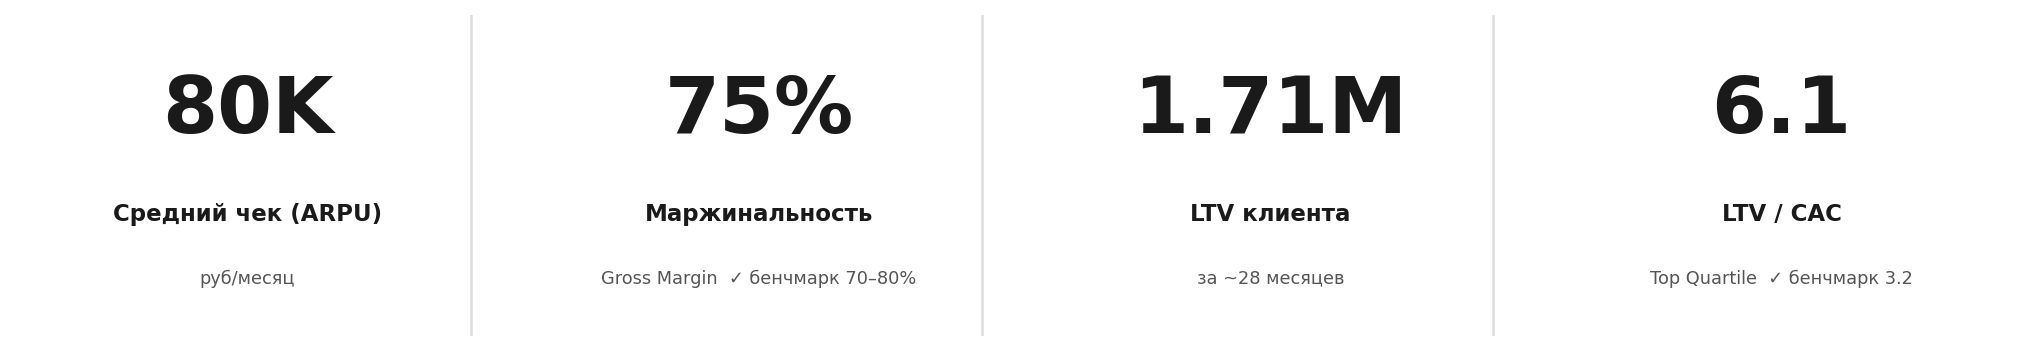 80K
75%
1.71M
6.1
Средний чек (ARPU)
Маржинальность
LTV клиента
LTV / CAC
руб/месяц
Gross Margin ✓ бенчмарк 70–80%
за ~28 месяцев
Top Quartile ✓ бенчмарк 3.2